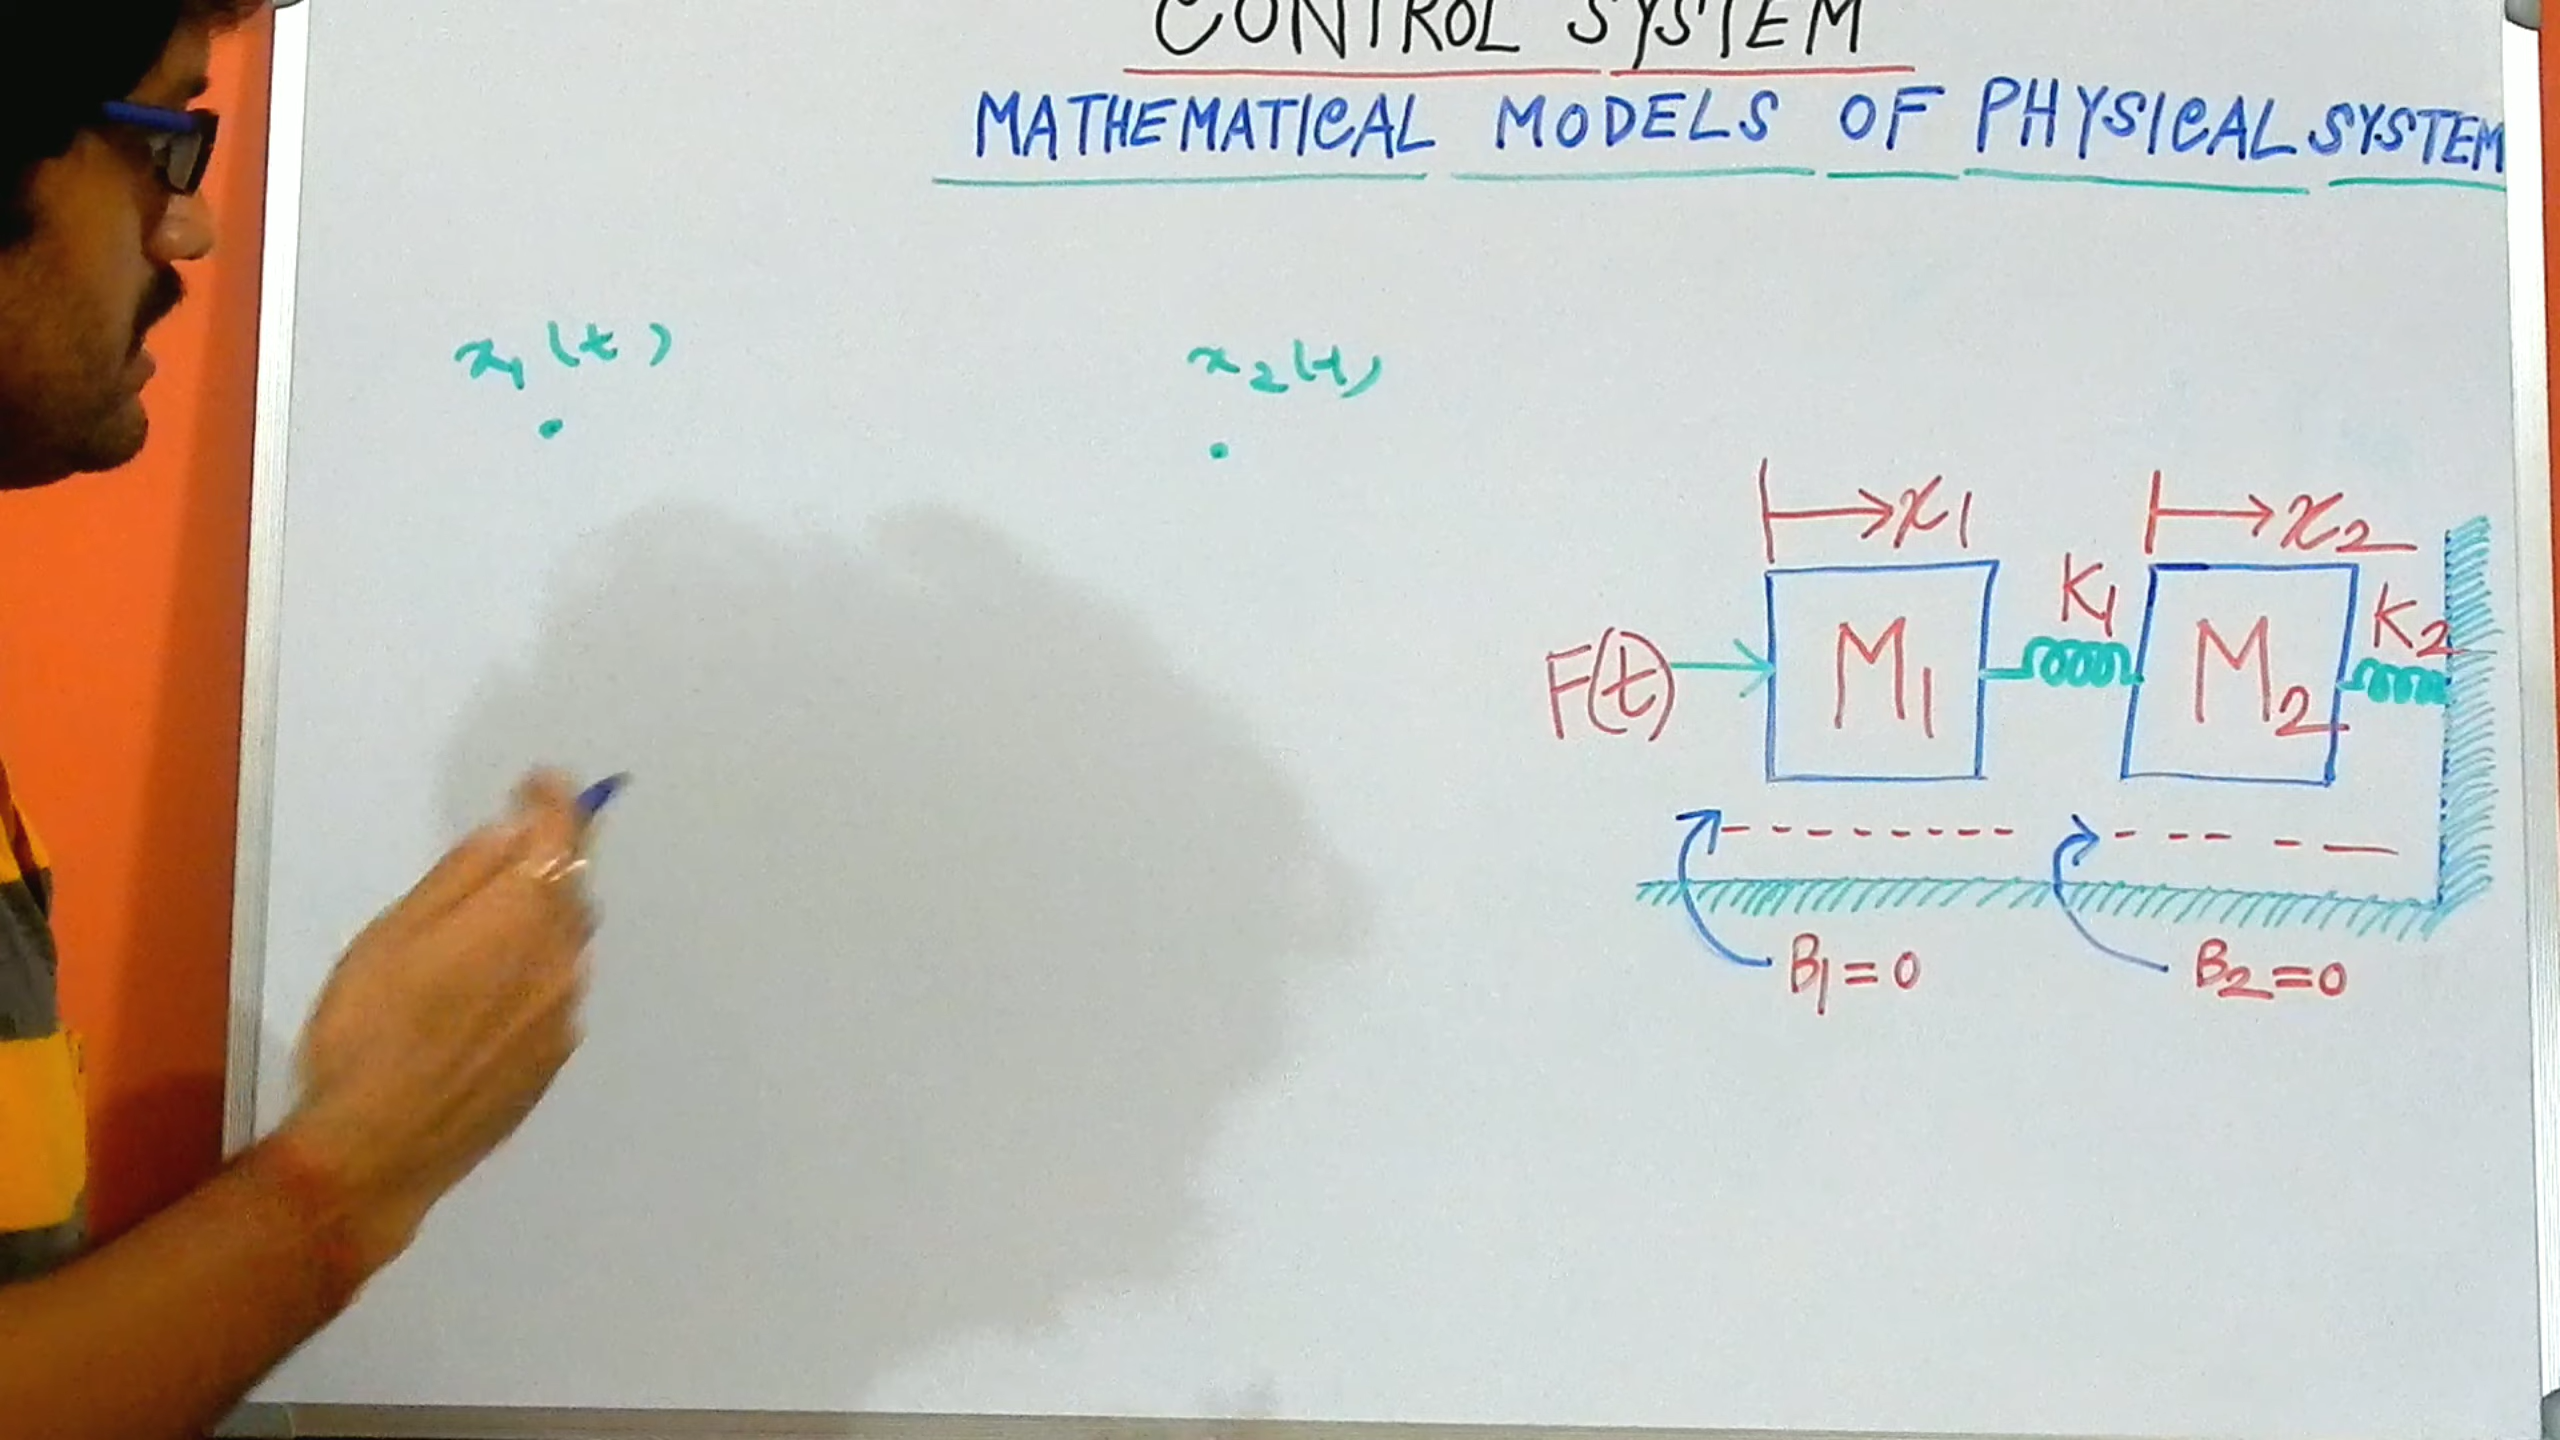 CONTROL SYSTEM
MATHEMATICAL MODELS OF PHYSICAL SYSTEM
x₁(t)
x₂(t)
x₁
x₂
K₁
K₂
F(t)
M₁
M₂
B₁=0
B₂=0